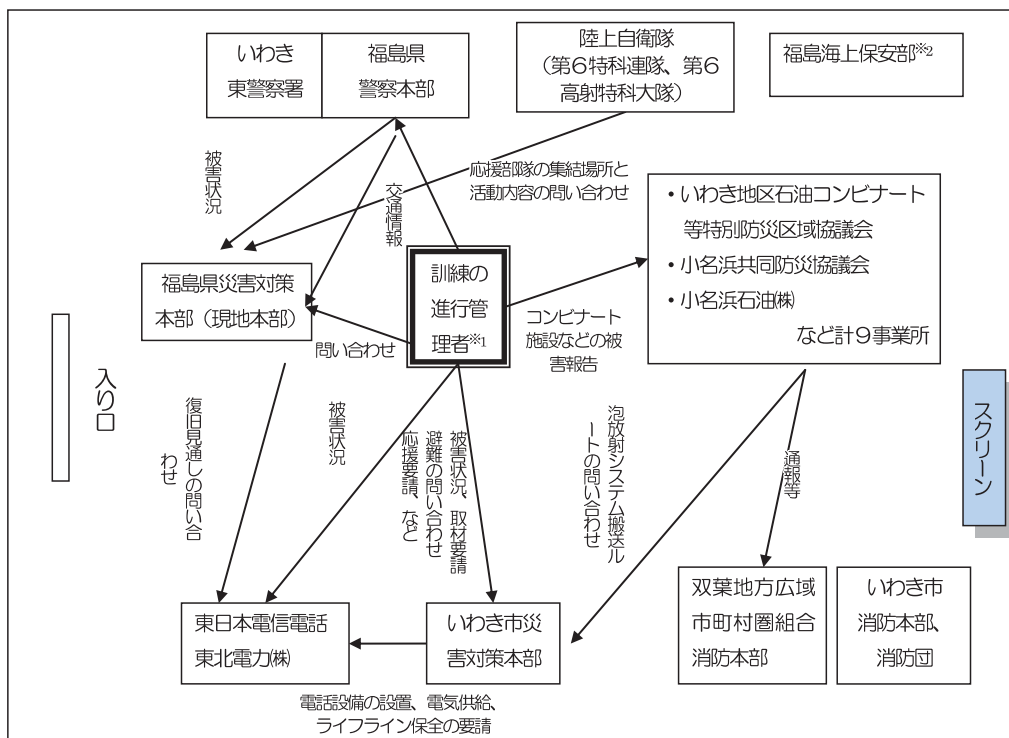 いわき
東警察署
福島県
警察本部
陸上自衛隊
(第6特科連隊、第6
高射特科大隊)
福島海上保安部※2
被害状況
交通情報
応援部隊の集結場所と
活動内容の問い合わせ
・いわき地区石油コンビナート
等特別防災区域協議会
・小名浜共同防災協議会
・小名浜石油㈱
など計9事業所
福島県災害対策
本部(現地本部)
訓練の
進行管
理者※1
問い合わせ
コンビナート
施設などの被
害報告
入り口
スクリーン
復旧見通しの問い合
わせ
被害状況
被害状況、取材要請
避難の問い合わせ
応援要請、など
泡放射システム搬送ル
ートの問い合わせ
通報等
東日本電信電話
東北電力㈱
いわき市災
害対策本部
双葉地方広域
市町村圏組合
消防本部
いわき市
消防本部、
消防団
電話設備の設置、電気供給、
ライフライン保全の要請